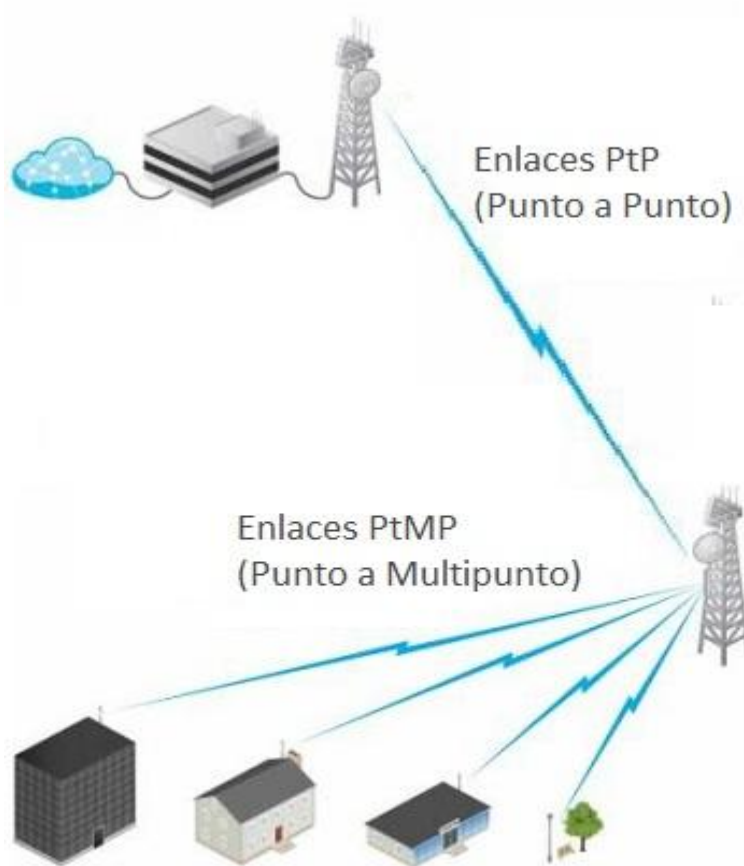 Enlaces PtP
(Punto a Punto)
Enlaces PtMP
(Punto a Multipunto)